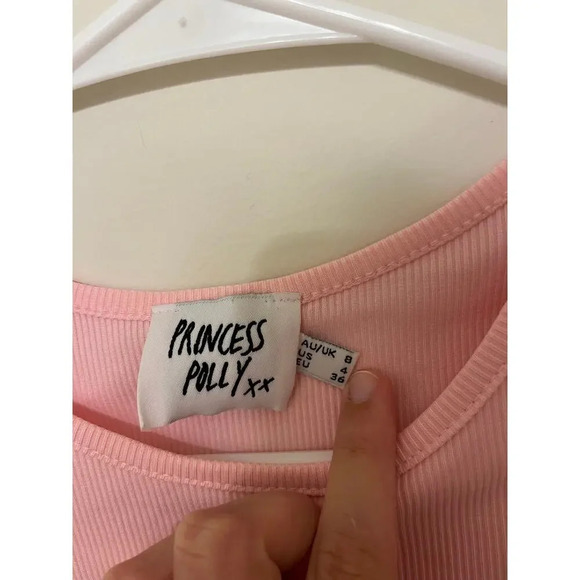 PRINCESS
POLLY xx
AU/UK 8
US 4
EU 36